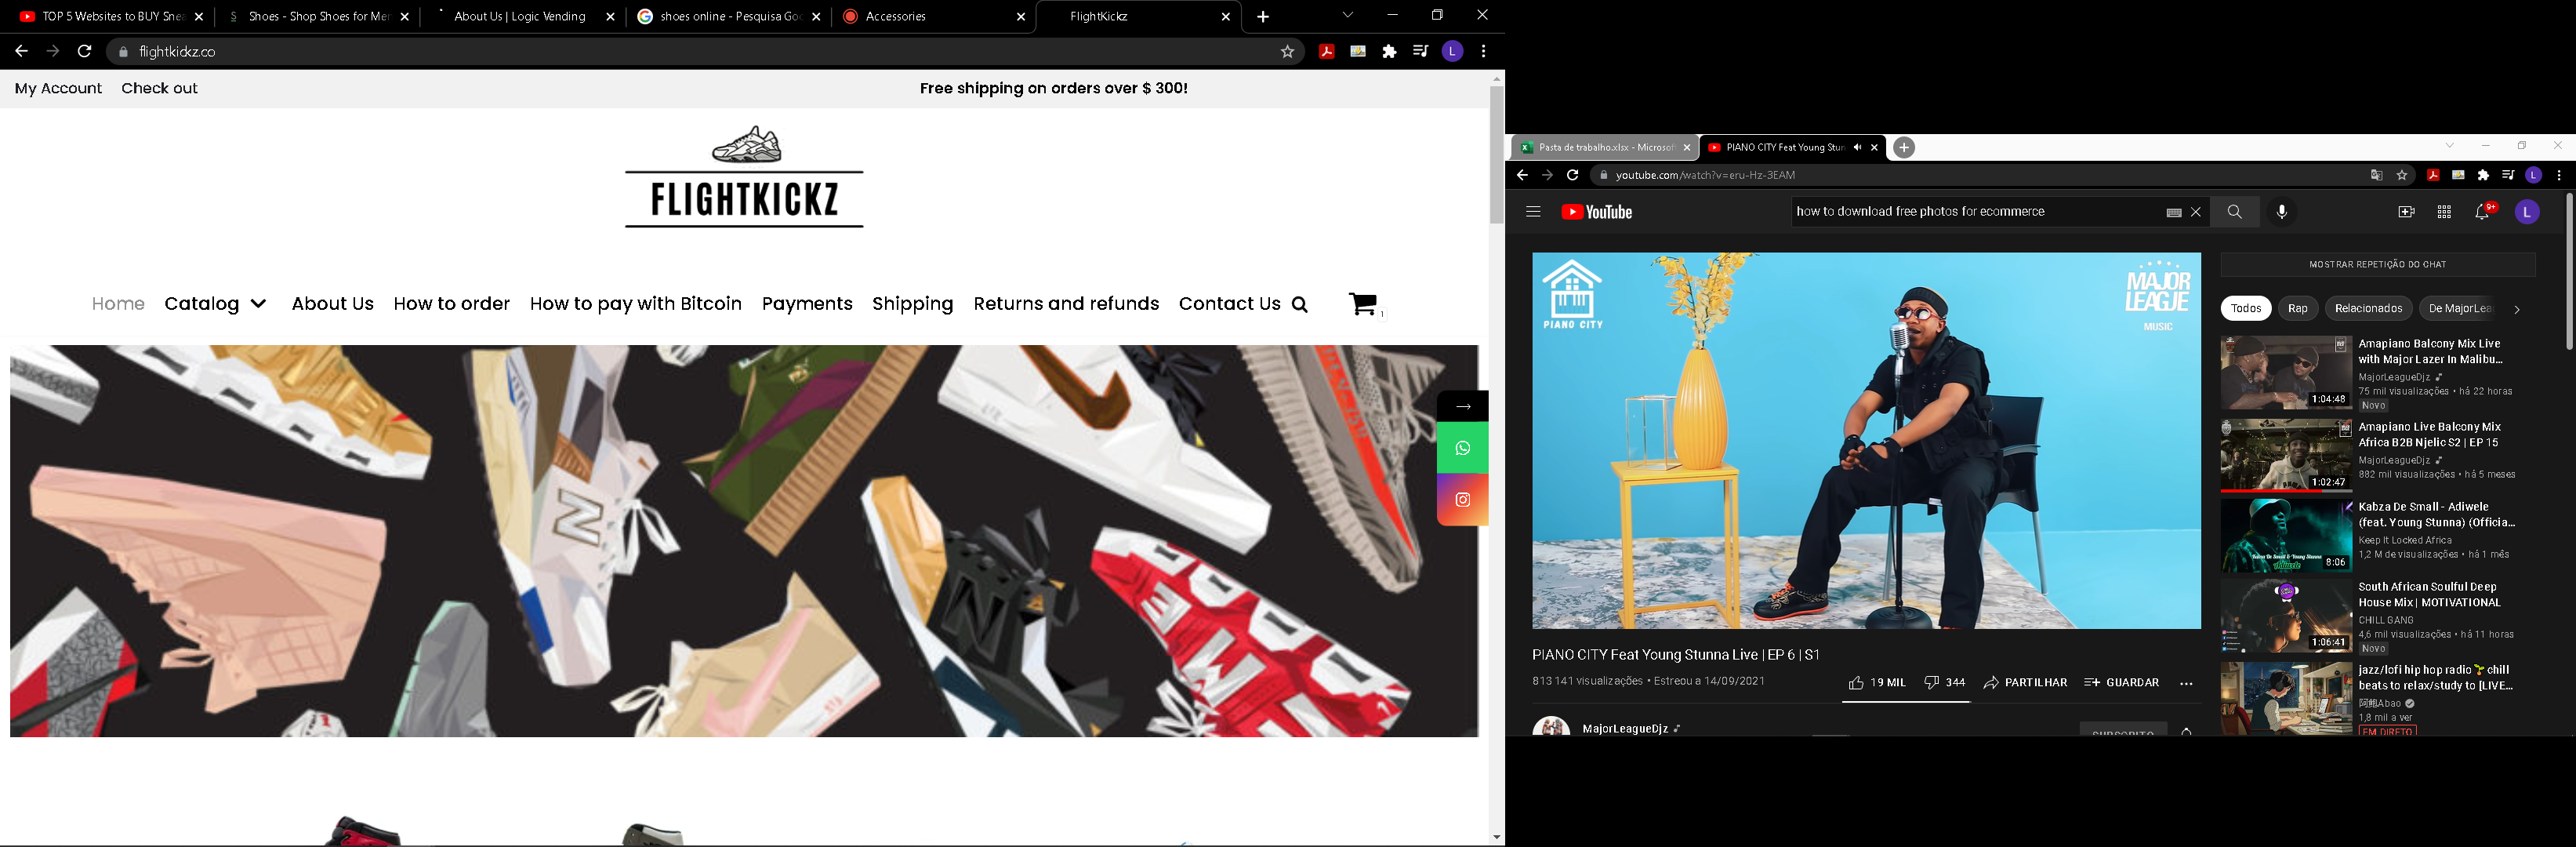 TOP 5 Websites to BUY Snea
Shoes - Shop Shoes for Mer
About Us | Logic Vending
shoes online - Pesquisa Goo
Accessories
FlightKickz
flightkickz.co
L
My Account
Check out
Free shipping on orders over $ 300!
FLIGHTKICKZ
Home
Catalog
About Us
How to order
How to pay with Bitcoin
Payments
Shipping
Returns and refunds
Contact Us
1
N
Pasta de trabalho.xlsx - Microsoft
PIANO CITY Feat Young Stun
youtube.com/watch?v=eru-Hz-3EAM
L
YouTube
how to download free photos for ecommerce
9+
L
PIANO CITY
MAJOR
LEAGUE
MUSIC
PIANO CITY Feat Young Stunna Live | EP 6 | S1
813 141 visualizações • Estreou a 14/09/2021
19 MIL
344
PARTILHAR
GUARDAR
MajorLeagueDjz
SUBSCRITO
MOSTRAR REPETIÇÃO DO CHAT
Todos
Rap
Relacionados
De MajorLea
Amapiano Balcony Mix Live
with Major Lazer In Malibu...
MajorLeagueDjz
75 mil visualizações • há 22 horas
Novo
1:04:48
Amapiano Live Balcony Mix
Africa B2B Njelic S2 | EP 15
MajorLeagueDjz
882 mil visualizações • há 5 meses
1:02:47
Kabza De Small - Adiwele
(feat. Young Stunna) (Officia...
Keep It Locked Africa
1,2 M de visualizações • há 1 mês
8:06
South African Soulful Deep
House Mix | MOTIVATIONAL
CHILL GANG
4,6 mil visualizações • há 11 horas
Novo
1:06:41
jazz/lofi hip hop radio🌱chill
beats to relax/study to [LIVE...
阿鮑Abao
1,8 mil a ver
EM DIRETO